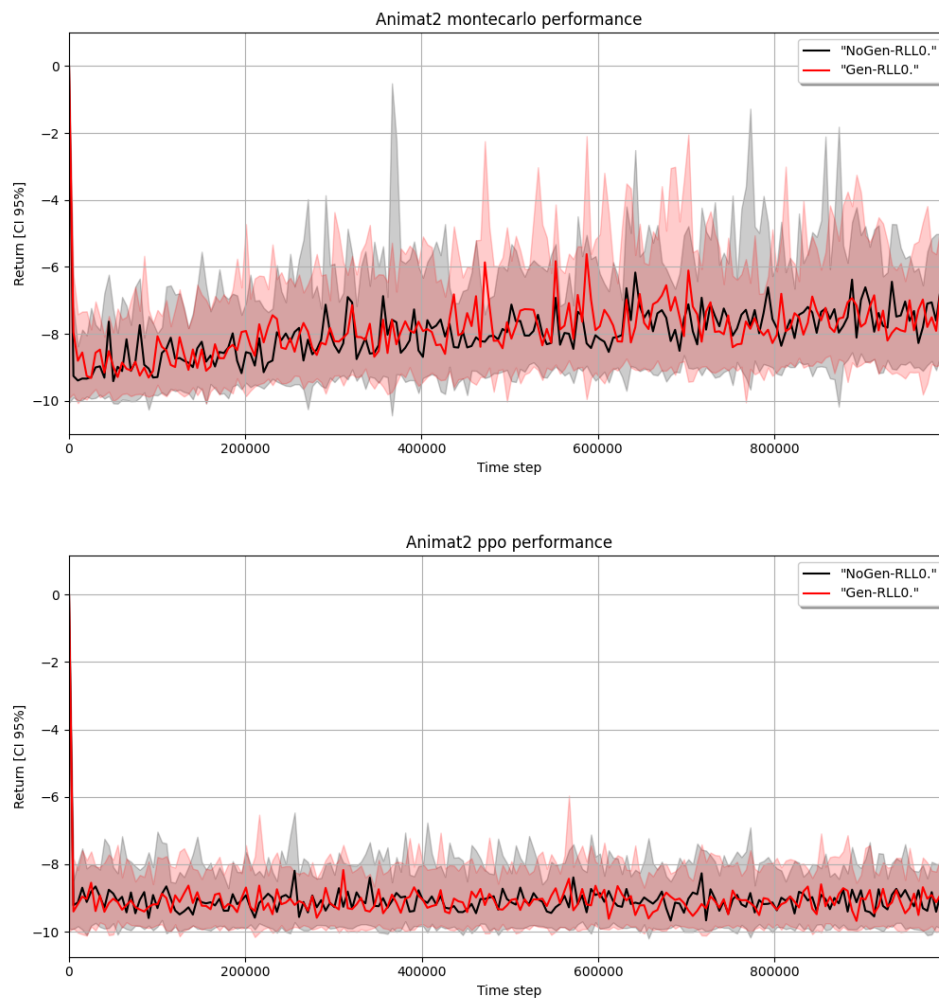 Animat2 montecarlo performance
"NoGen-RLL0."
"Gen-RLL0."
0
−2
−4
−6
−8
−10
Return [CI 95%]
0
200000
400000
600000
800000
Time step
Animat2 ppo performance
"NoGen-RLL0."
"Gen-RLL0."
0
−2
−4
−6
−8
−10
Return [CI 95%]
0
200000
400000
600000
800000
Time step